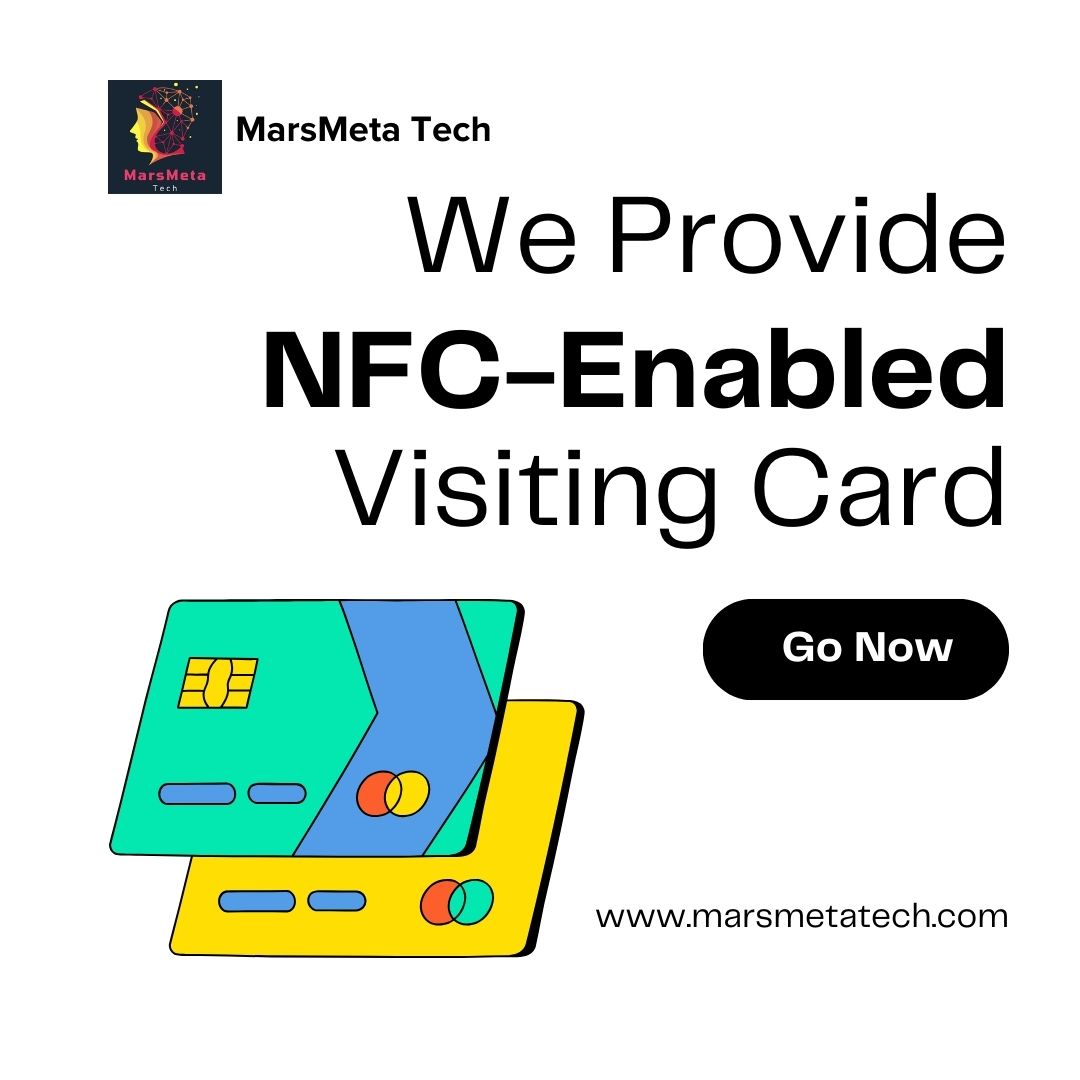 MarsMeta
Tech
MarsMeta Tech
We Provide
NFC-Enabled
Visiting Card
Go Now
www.marsmetatech.com